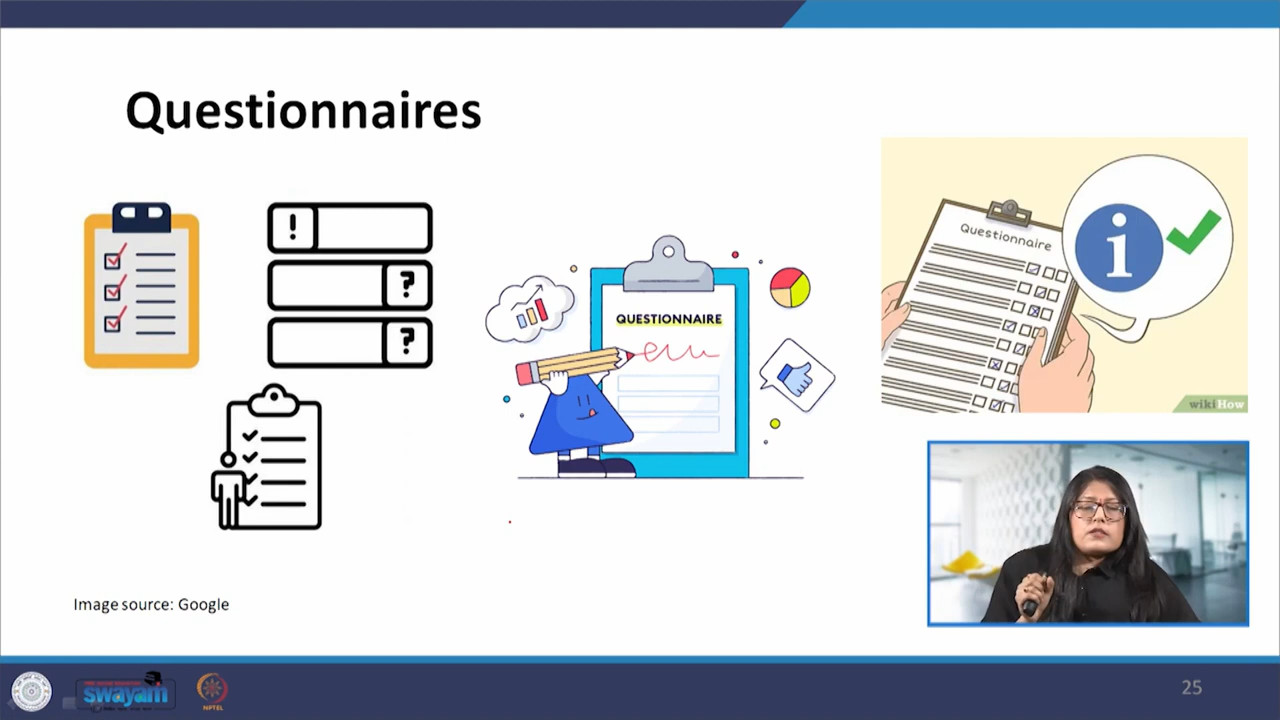 Questionnaires
!
?
?
QUESTIONNAIRE
Questionnaire
i
wikiHow
Image source: Google
swayam
NPTEL
25